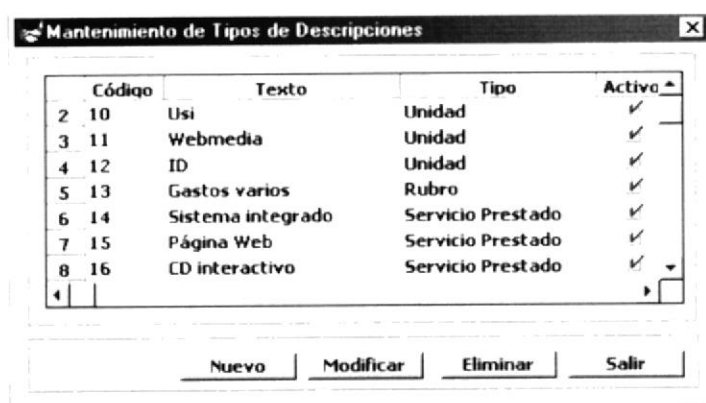 Mantenimiento de Tipos de Descripciones
Código Texto Tipo Activo
2 10 Usi Unidad
3 11 Webmedia Unidad
4 12 ID Unidad
5 13 Gastos varios Rubro
6 14 Sistema integrado Servicio Prestado
7 15 Página Web Servicio Prestado
8 16 CD interactivo Servicio Prestado
Nuevo Modificar Eliminar Salir